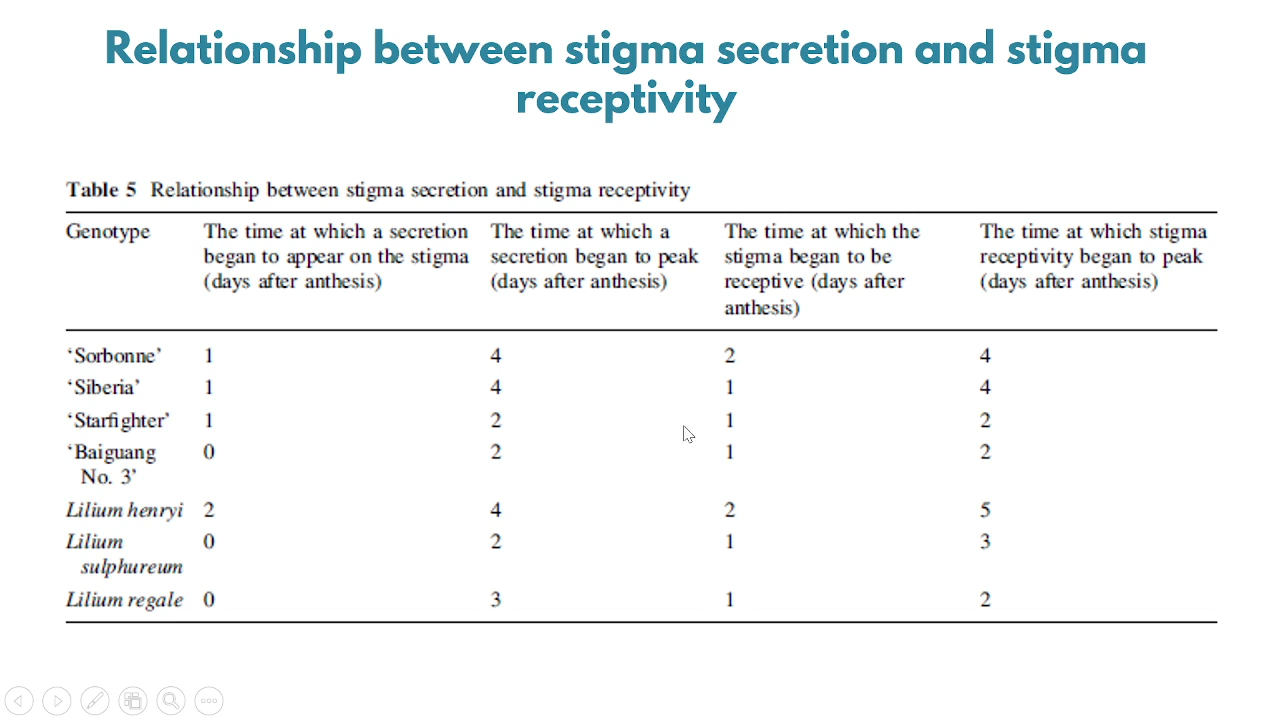 Relationship between stigma secretion and stigma
receptivity
Table 5 Relationship between stigma secretion and stigma receptivity
Genotype
The time at which a secretion
began to appear on the stigma
(days after anthesis)
The time at which a
secretion began to peak
(days after anthesis)
The time at which the
stigma began to be
receptive (days after
anthesis)
The time at which stigma
receptivity began to peak
(days after anthesis)
‘Sorbonne’ 1 4 2 4
‘Siberia’ 1 4 1 4
‘Starfighter’ 1 2 1 2
‘Baiguang 0 2 1 2
No. 3’
Lilium henryi 2 4 2 5
Lilium 0 2 1 3
sulphureum
Lilium regale 0 3 1 2